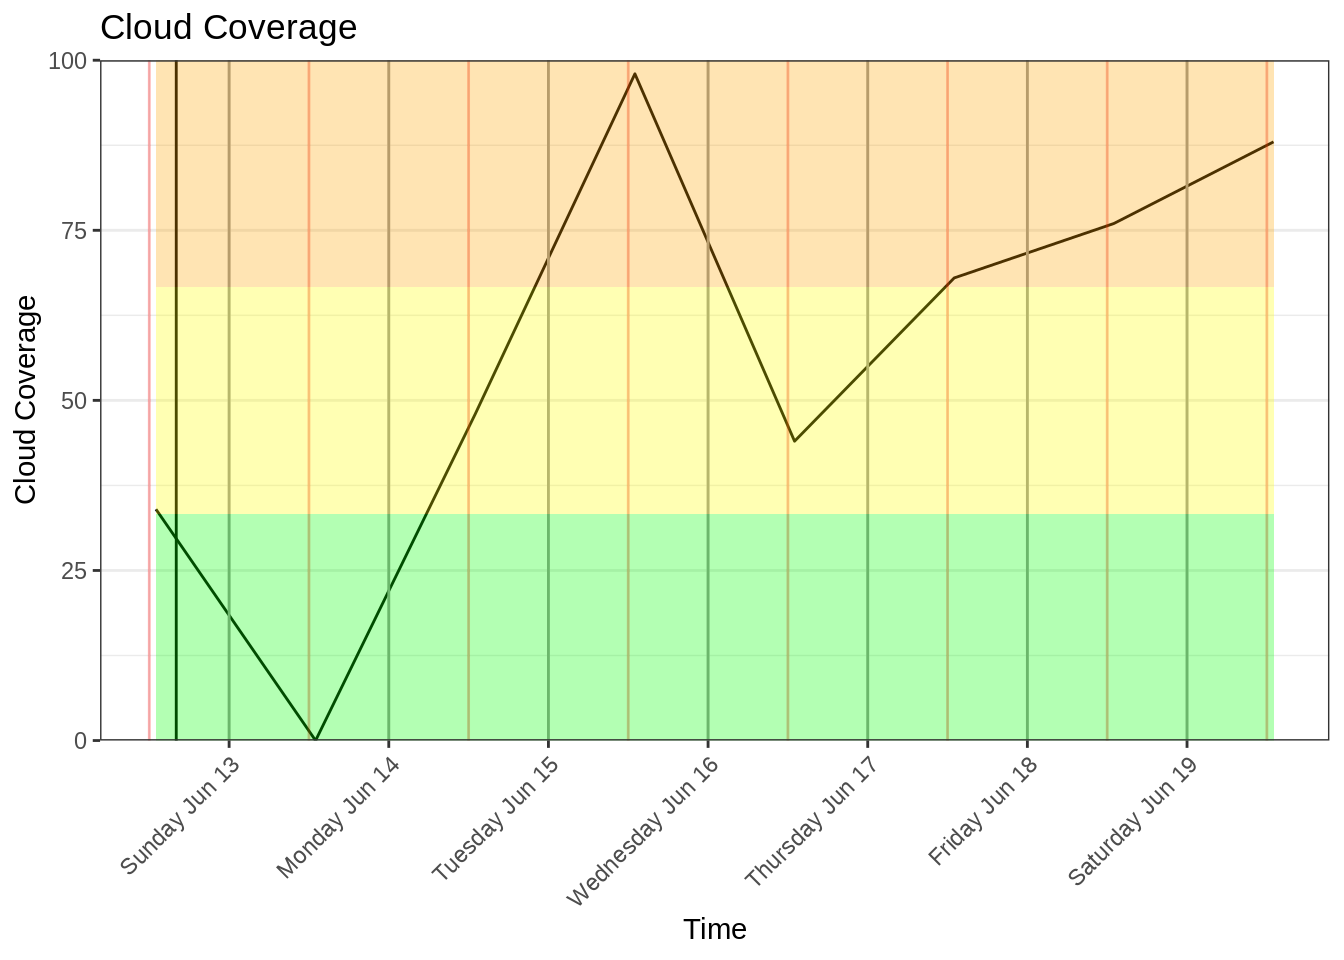 Cloud Coverage
Cloud Coverage
100
75
50
25
0
Sunday Jun 13
Monday Jun 14
Tuesday Jun 15
Wednesday Jun 16
Thursday Jun 17
Friday Jun 18
Saturday Jun 19
Time